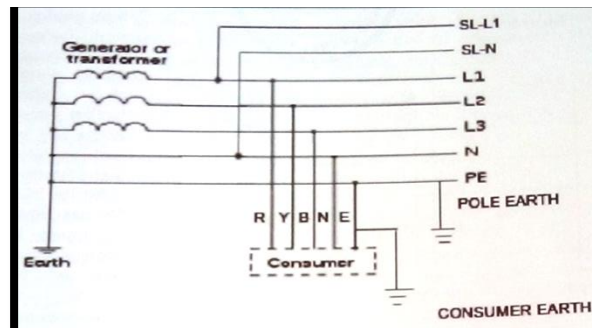 SL-L1
Generator or
transformer
SL-N
L1
L2
L3
N
PE
POLE EARTH
R Y B N E
Earth
Consumer
CONSUMER EARTH